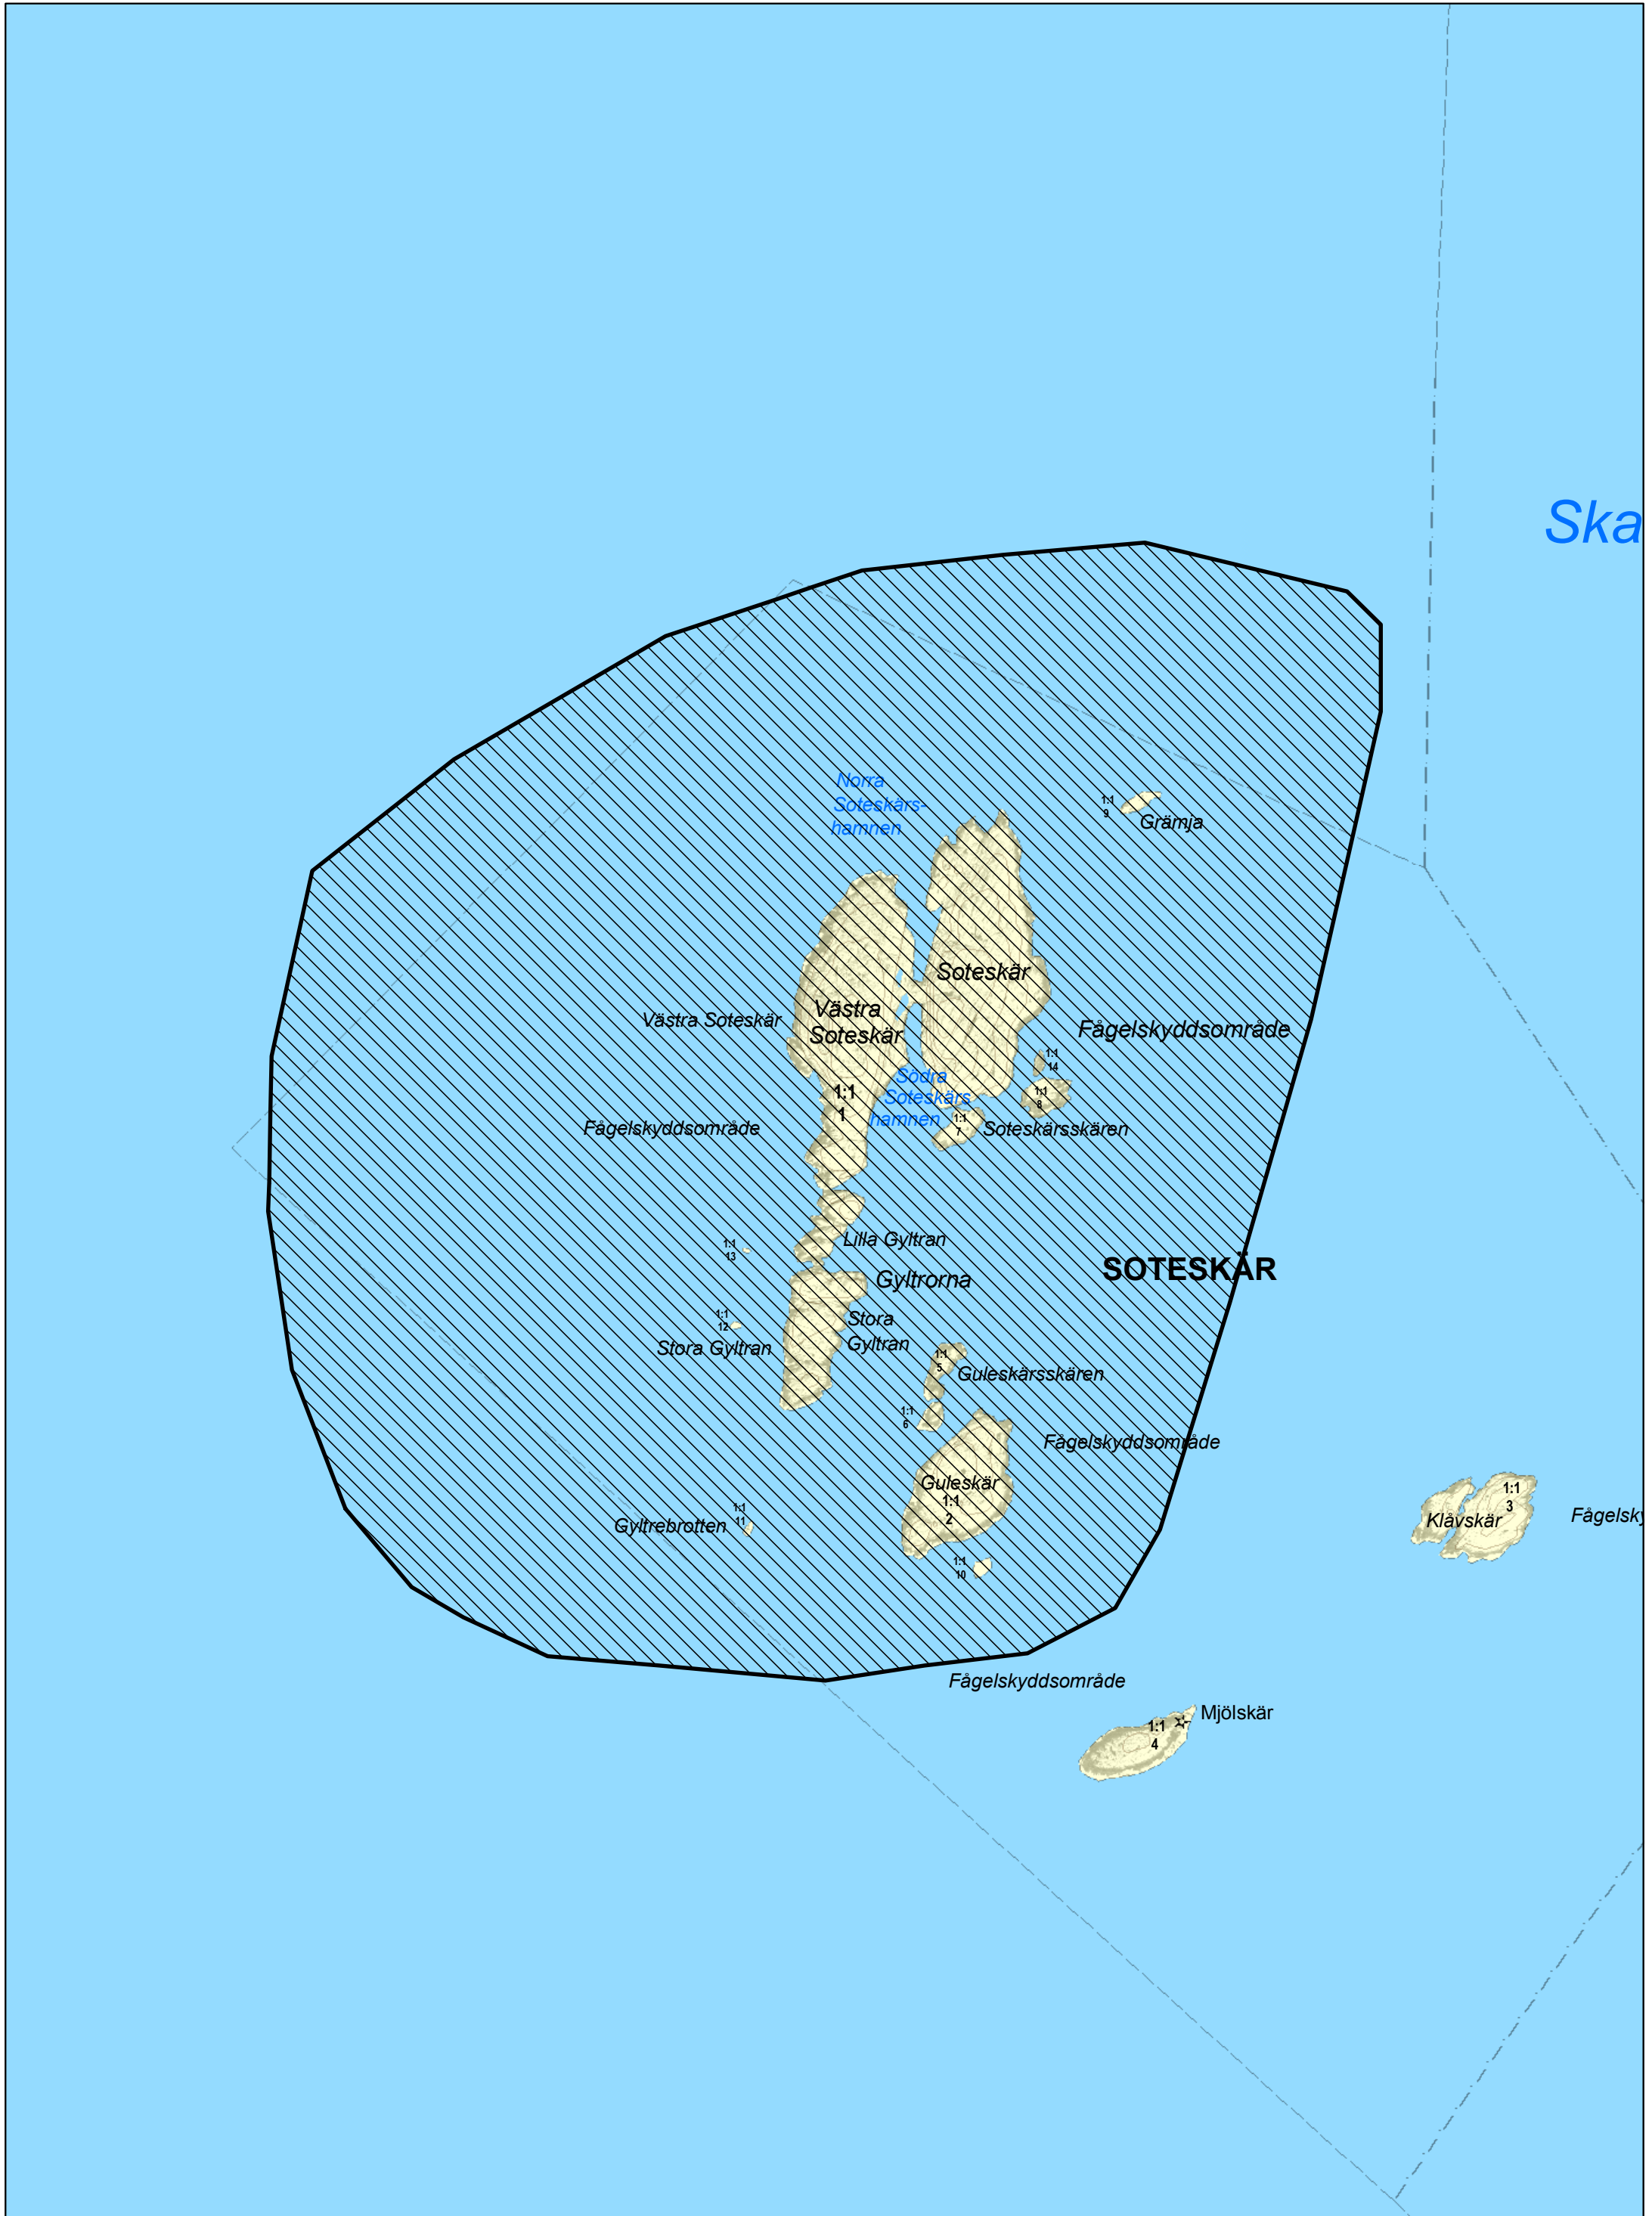 Ska
Norra
Soteskärs-
hamnen
1:1
9
Grämja
Soteskär
Västra
Soteskär
Västra Soteskär
Fågelskyddsområde
1:1
14
1:1
8
Södra
Soteskärs
hamnen
1:1
1
1:1
7
Soteskärsskären
Fågelskyddsområde
Lilla Gyltran
1:1
13
SOTESKÄR
Gyltrorna
1:1
12
Stora
Gyltran
Stora Gyltran
1:1
5
Guleskärsskären
1:1
6
Fågelskyddsområde
Guleskär
1:1
2
1:1
3
Klåvskär
Fågelsky
1:1
11
Gyltrebrotten
1:1
10
Fågelskyddsområde
Mjölskär
1:1
4